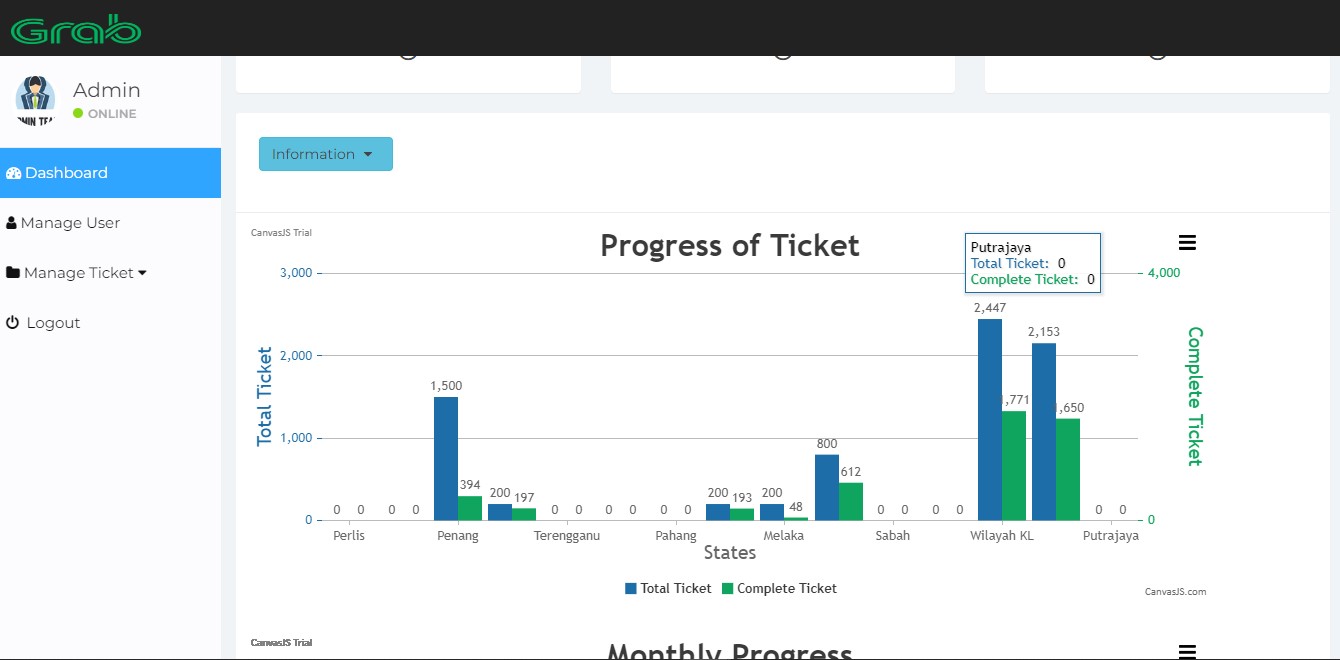 Grab
Admin
ONLINE
Dashboard
Manage User
Manage Ticket
Logout
Information
CanvasJS Trial
Progress of Ticket
Putrajaya
Total Ticket: 0
Complete Ticket: 0
3,000
4,000
2,447
2,153
2,000
1,500
1,771
1,650
1,000
800
612
394
200
197
200
193
200
48
0 0 0 0 0 0 0 0 0 0 0 0 0 0 0 0
0
0
Total Ticket
Complete Ticket
Perlis
Penang
Terengganu
Pahang
Melaka
Sabah
Wilayah KL
Putrajaya
States
Total Ticket
Complete Ticket
CanvasJS.com
CanvasJS Trial
Monthly Progress